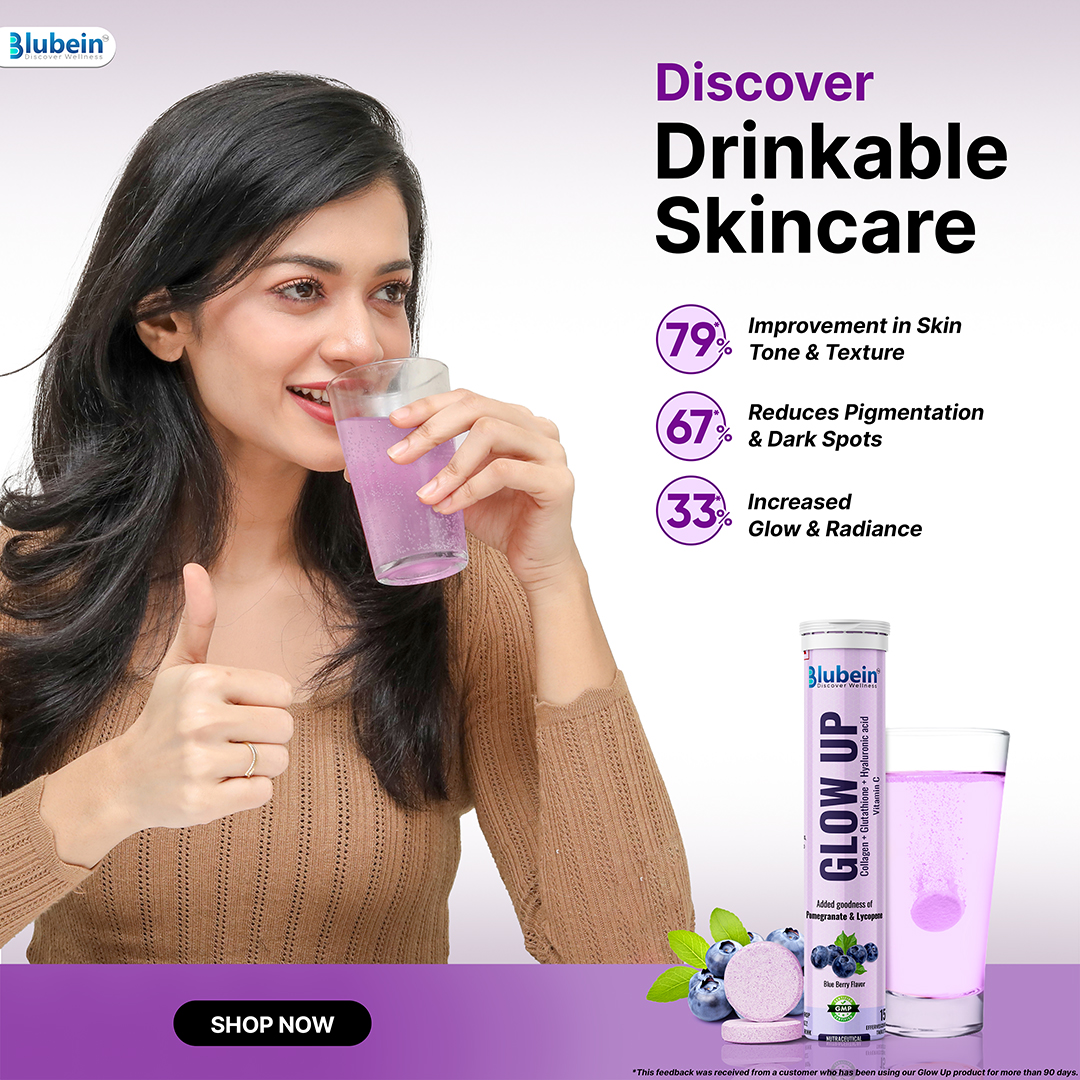 Blubein
Discover Wellness
Discover
Drinkable
Skincare
79*% Improvement in Skin
Tone & Texture
67*% Reduces Pigmentation
& Dark Spots
33*% Increased
Glow & Radiance
Blubein
Discover Wellness
GLOW UP
Collagen + Glutathione + Hyaluronic acid
Vitamin C
Added goodness of
Pomegranate & Lycopene
Blue Berry Flavor
GMP
15
NUTRACEUTICAL
SHOP NOW
*This feedback was received from a customer who has been using our Glow Up product for more than 90 days.